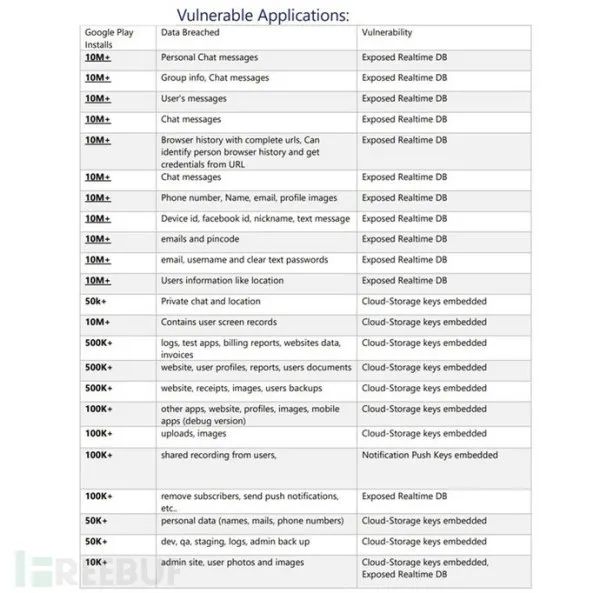 Vulnerable Applications:
Google Play Data Breached Vulnerability
Installs
10M+ Personal Chat messages Exposed Realtime DB
10M+ Group info, Chat messages Exposed Realtime DB
10M+ User's messages Exposed Realtime DB
10M+ Chat messages Exposed Realtime DB
10M+ Browser history with complete urls, Can Exposed Realtime DB
identify person browser history and get
credentials from URL
10M+ Chat messages Exposed Realtime DB
10M+ Phone number, Name, email, profile images Exposed Realtime DB
10M+ Device id, facebook id, nickname, text message Exposed Realtime DB
10M+ emails and pincode Exposed Realtime DB
10M+ email, username and clear text passwords Exposed Realtime DB
10M+ Users information like location Exposed Realtime DB
50k+ Private chat and location Cloud-Storage keys embedded
10M+ Contains user screen records Cloud-Storage keys embedded
500K+ logs, test apps, billing reports, websites data, Cloud-Storage keys embedded
invoices
500K+ website, user profiles, reports, users documents Cloud-Storage keys embedded
500K+ website, receipts, images, users backups Cloud-Storage keys embedded
100K+ other apps, website, profiles, images, mobile Cloud-Storage keys embedded
apps (debug version)
100K+ uploads, images Cloud-Storage keys embedded
100K+ shared recording from users, Notification Push Keys embedded
100K+ remove subscribers, send push notifications, Exposed Realtime DB
etc..
50K+ personal data (names, mails, phone numbers) Cloud-Storage keys embedded
50K+ dev, qa, staging, logs, admin back up Cloud-Storage keys embedded
10K+ admin site, user photos and images Cloud-Storage keys embedded,
Exposed Realtime DB
FREEBUF